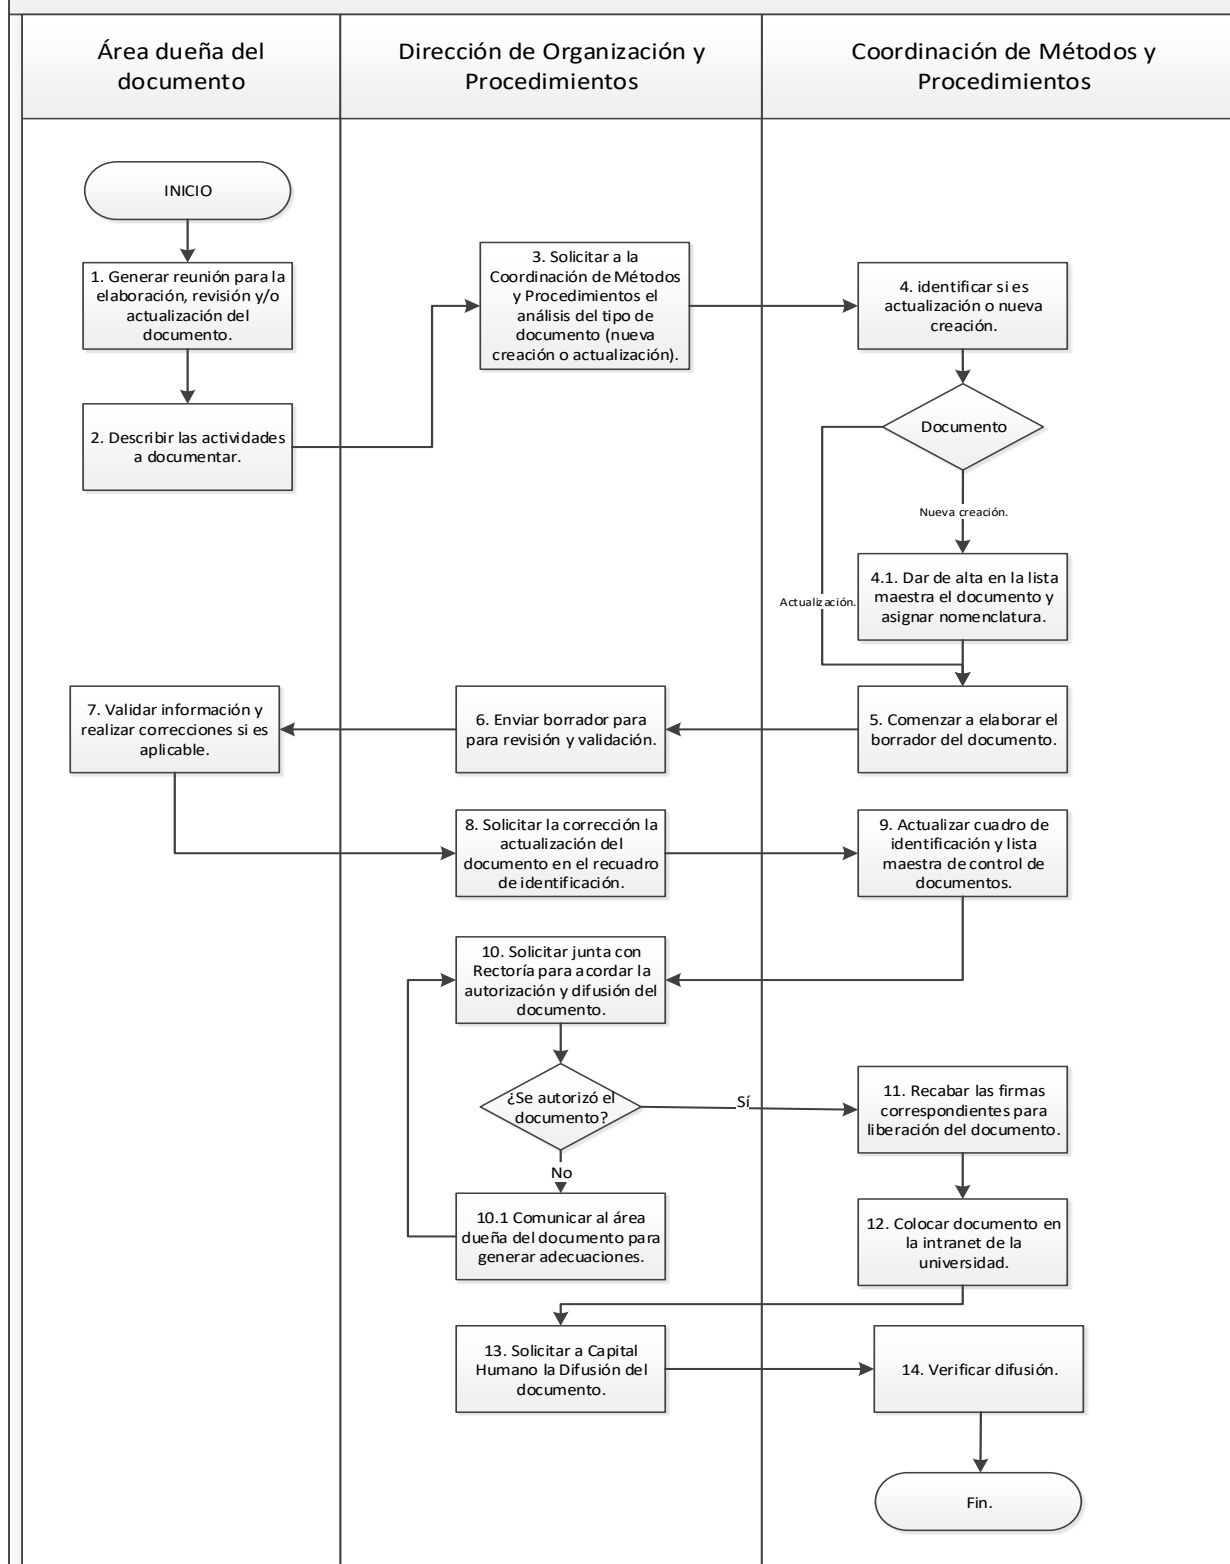 Área dueña del
documento
Dirección de Organización y
Procedimientos
Coordinación de Métodos y
Procedimientos
INICIO
1. Generar reunión para la
elaboración, revisión y/o
actualización del
documento.
2. Describir las actividades
a documentar.
3. Solicitar a la
Coordinación de Métodos
y Procedimientos el
análisis del tipo de
documento (nueva
creación o actualización).
4. identificar si es
actualización o nueva
creación.
Documento
Nueva creación.
Actualización.
4.1. Dar de alta en la lista
maestra el documento y
asignar nomenclatura.
5. Comenzar a elaborar el
borrador del documento.
6. Enviar borrador para
para revisión y validación.
7. Validar información y
realizar correcciones si es
aplicable.
8. Solicitar la corrección la
actualización del
documento en el recuadro
de identificación.
9. Actualizar cuadro de
identificación y lista
maestra de control de
documentos.
10. Solicitar junta con
Rectoría para acordar la
autorización y difusión del
documento.
¿Se autorizó el
documento?
Sí
No
10.1 Comunicar al área
dueña del documento para
generar adecuaciones.
11. Recabar las firmas
correspondientes para
liberación del documento.
12. Colocar documento en
la intranet de la
universidad.
13. Solicitar a Capital
Humano la Difusión del
documento.
14. Verificar difusión.
Fin.